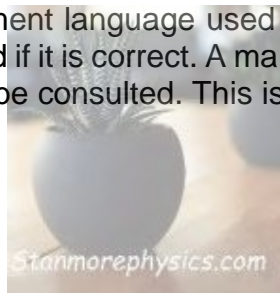 nent language used
if it is correct. A ma
be consulted. This is
Stanmorephysics.com